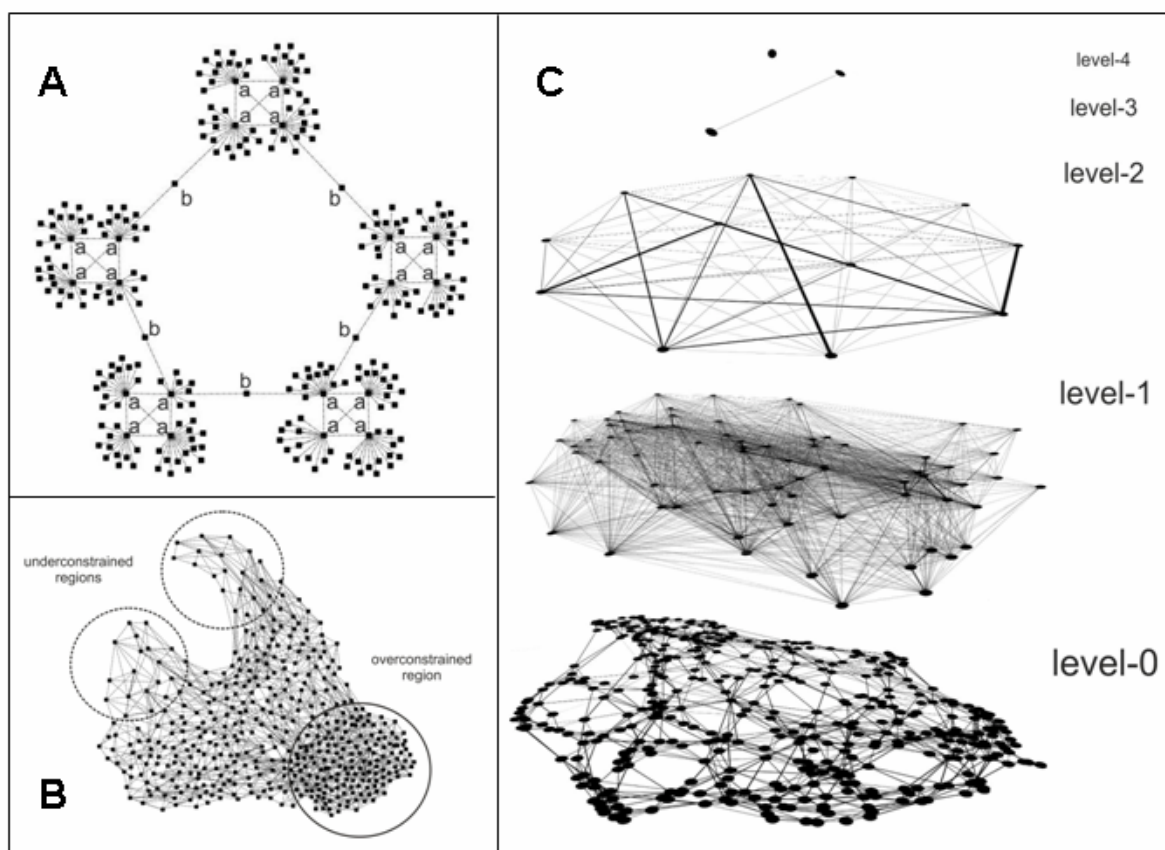 A
a a
a a
b b
a a
a a
a a
a a
b b
b
a a
a a
a a
a a
B
underconstrained
regions
overconstrained
region
C
level-4
level-3
level-2
level-1
level-0